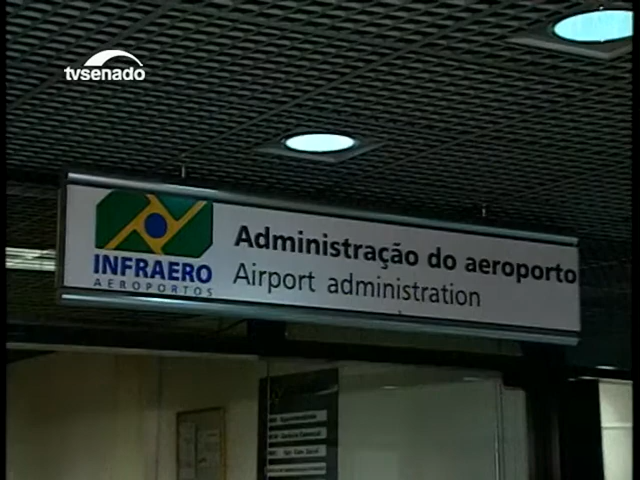 tvsenado
Administração do aeroporto
Airport administration
INFRAERO
AEROPORTOS